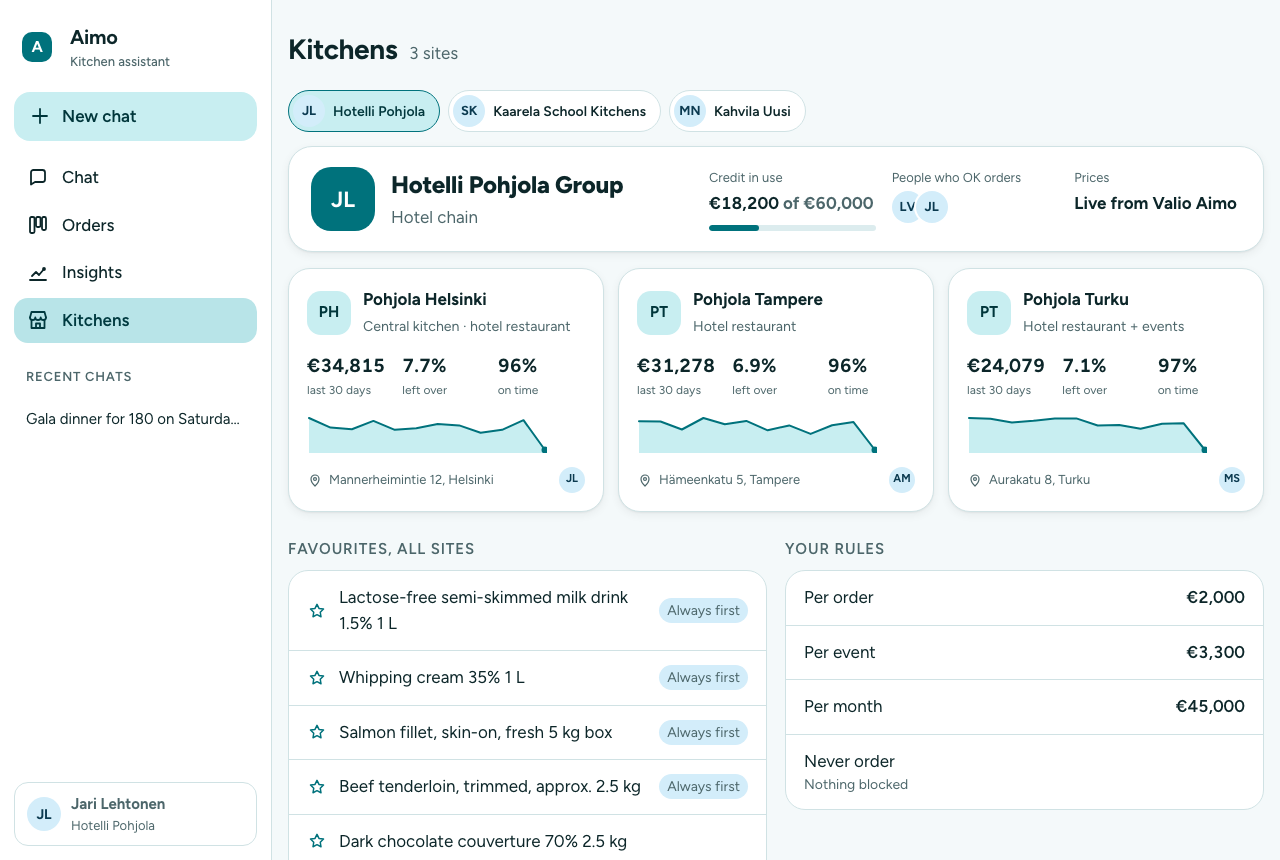 A
Aimo
Kitchen assistant
New chat
Chat
Orders
Insights
Kitchens
RECENT CHATS
Gala dinner for 180 on Saturda...
JL
Jari Lehtonen
Hotelli Pohjola
Kitchens 3 sites
JL Hotelli Pohjola
SK Kaarela School Kitchens
MN Kahvila Uusi
JL
Hotelli Pohjola Group
Hotel chain
Credit in use
€18,200 of €60,000
People who OK orders
LV JL
Prices
Live from Valio Aimo
PH
Pohjola Helsinki
Central kitchen · hotel restaurant
€34,815 7.7% 96%
last 30 days left over on time
Mannerheimintie 12, Helsinki JL
PT
Pohjola Tampere
Hotel restaurant
€31,278 6.9% 96%
last 30 days left over on time
Hämeenkatu 5, Tampere AM
PT
Pohjola Turku
Hotel restaurant + events
€24,079 7.1% 97%
last 30 days left over on time
Aurakatu 8, Turku MS
FAVOURITES, ALL SITES
Lactose-free semi-skimmed milk drink
1.5% 1 L
Always first
Whipping cream 35% 1 L Always first
Salmon fillet, skin-on, fresh 5 kg box Always first
Beef tenderloin, trimmed, approx. 2.5 kg Always first
Dark chocolate couverture 70% 2.5 kg
YOUR RULES
Per order €2,000
Per event €3,300
Per month €45,000
Never order
Nothing blocked